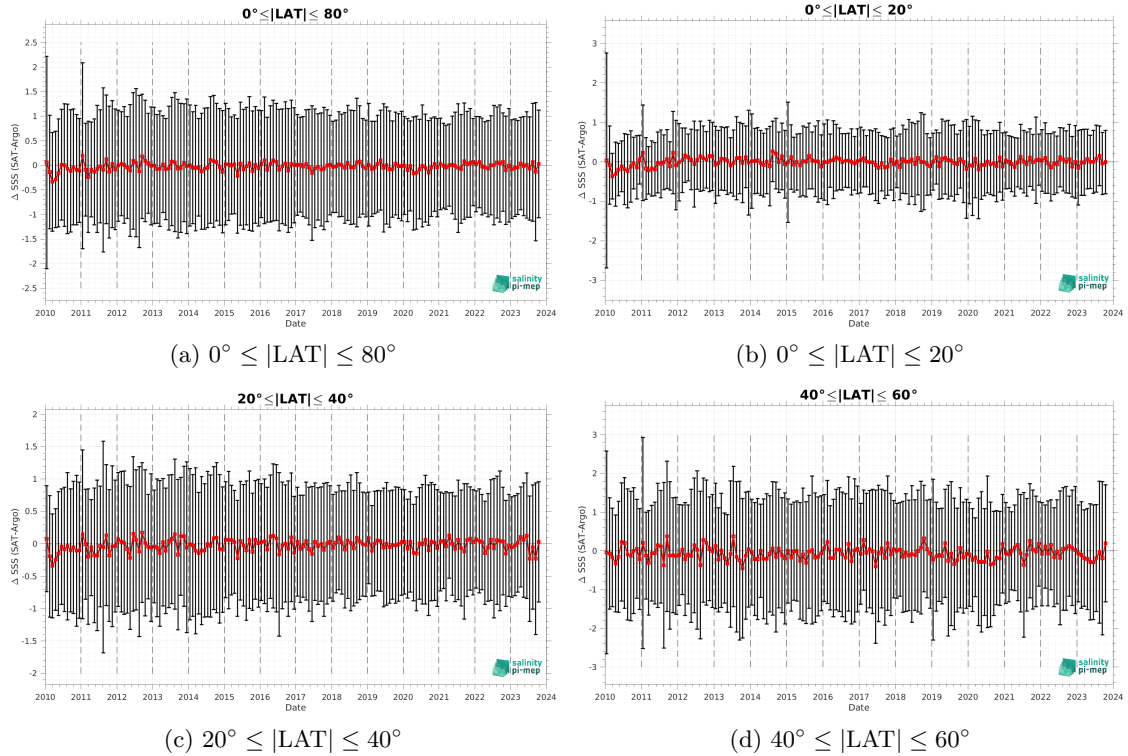 0°≤|LAT|≤ 80°
Δ SSS (SAT-Argo)
2.5
2
1.5
1
0.5
0
-0.5
-1
-1.5
-2
-2.5
salinity
pi-mep
2010 2011 2012 2013 2014 2015 2016 2017 2018 2019 2020 2021 2022 2023 2024
Date
(a) 0° ≤ |LAT| ≤ 80°
0°≤|LAT|≤ 20°
Δ SSS (SAT-Argo)
3
2
1
0
-1
-2
-3
salinity
pi-mep
2010 2011 2012 2013 2014 2015 2016 2017 2018 2019 2020 2021 2022 2023 2024
Date
(b) 0° ≤ |LAT| ≤ 20°
20°≤|LAT|≤ 40°
Δ SSS (SAT-Argo)
2
1.5
1
0.5
0
-0.5
-1
-1.5
-2
salinity
pi-mep
2010 2011 2012 2013 2014 2015 2016 2017 2018 2019 2020 2021 2022 2023 2024
Date
(c) 20° ≤ |LAT| ≤ 40°
40°≤|LAT|≤ 60°
Δ SSS (SAT-Argo)
3
2
1
0
-1
-2
-3
salinity
pi-mep
2010 2011 2012 2013 2014 2015 2016 2017 2018 2019 2020 2021 2022 2023 2024
Date
(d) 40° ≤ |LAT| ≤ 60°